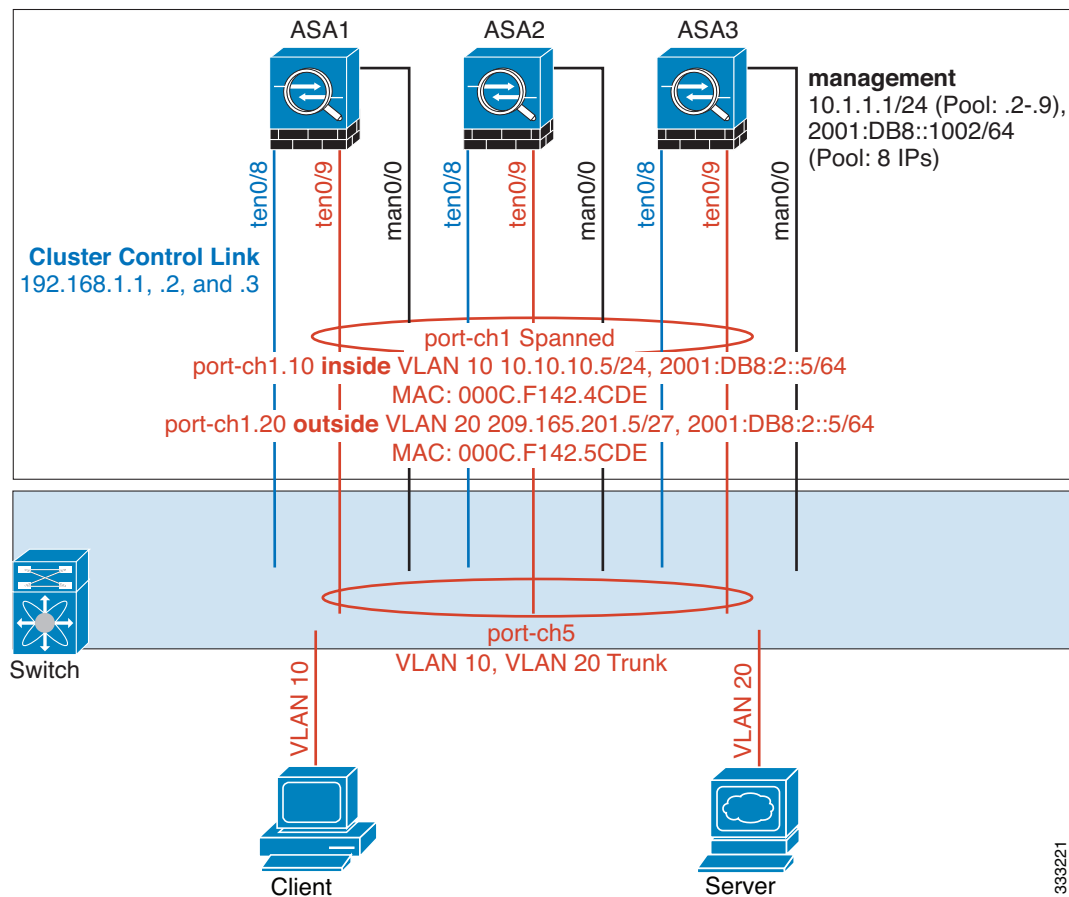 ASA1
ASA2
ASA3
management
10.1.1.1/24 (Pool: .2-.9),
2001:DB8::1002/64
(Pool: 8 IPs)
ten0/8
ten0/9
man0/0
ten0/8
ten0/9
man0/0
ten0/8
ten0/9
man0/0
Cluster Control Link
192.168.1.1, .2, and .3
port-ch1 Spanned
port-ch1.10 inside VLAN 10 10.10.10.5/24, 2001:DB8:2::5/64
MAC: 000C.F142.4CDE
port-ch1.20 outside VLAN 20 209.165.201.5/27, 2001:DB8:2::5/64
MAC: 000C.F142.5CDE
port-ch5
VLAN 10, VLAN 20 Trunk
Switch
VLAN 10
VLAN 20
Client
Server
333221